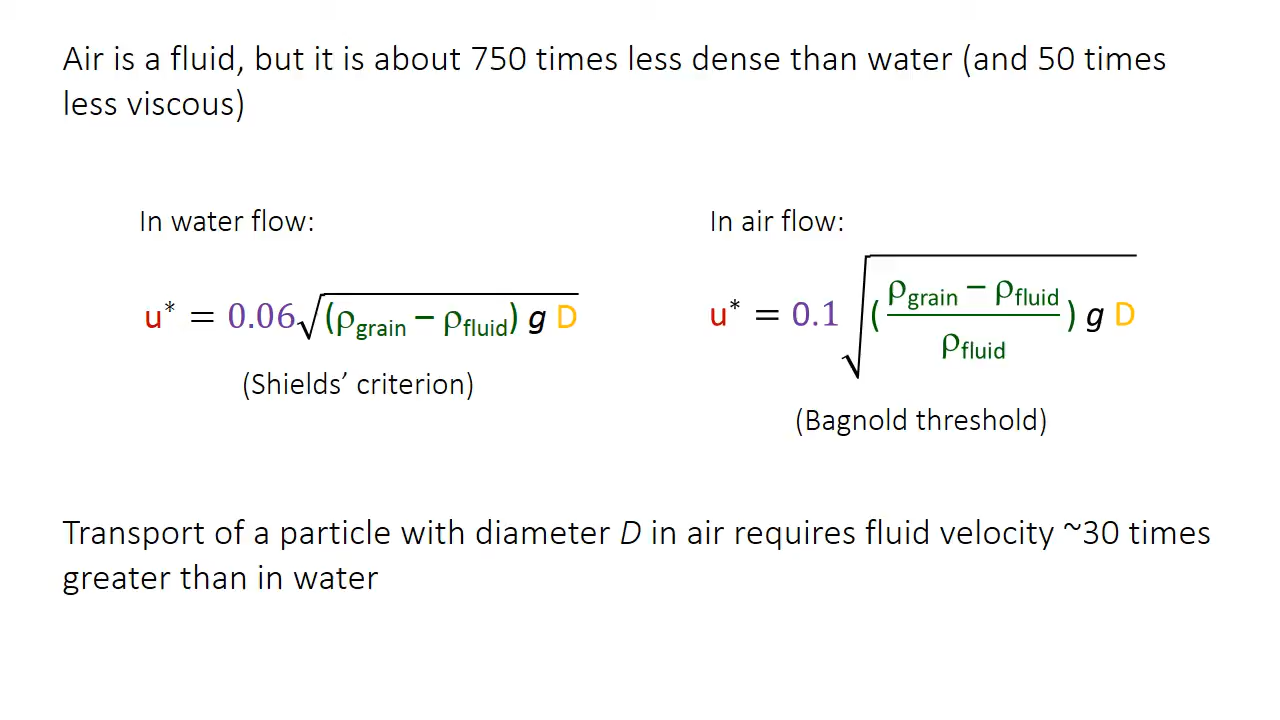 Air is a fluid, but it is about 750 times less dense than water (and 50 times
less viscous)
In water flow:
u* = 0.06√(ρgrain − ρfluid) g D
(Shields’ criterion)
In air flow:
u* = 0.1 √((ρgrain − ρfluid)/ρfluid) g D
(Bagnold threshold)
Transport of a particle with diameter D in air requires fluid velocity ~30 times
greater than in water